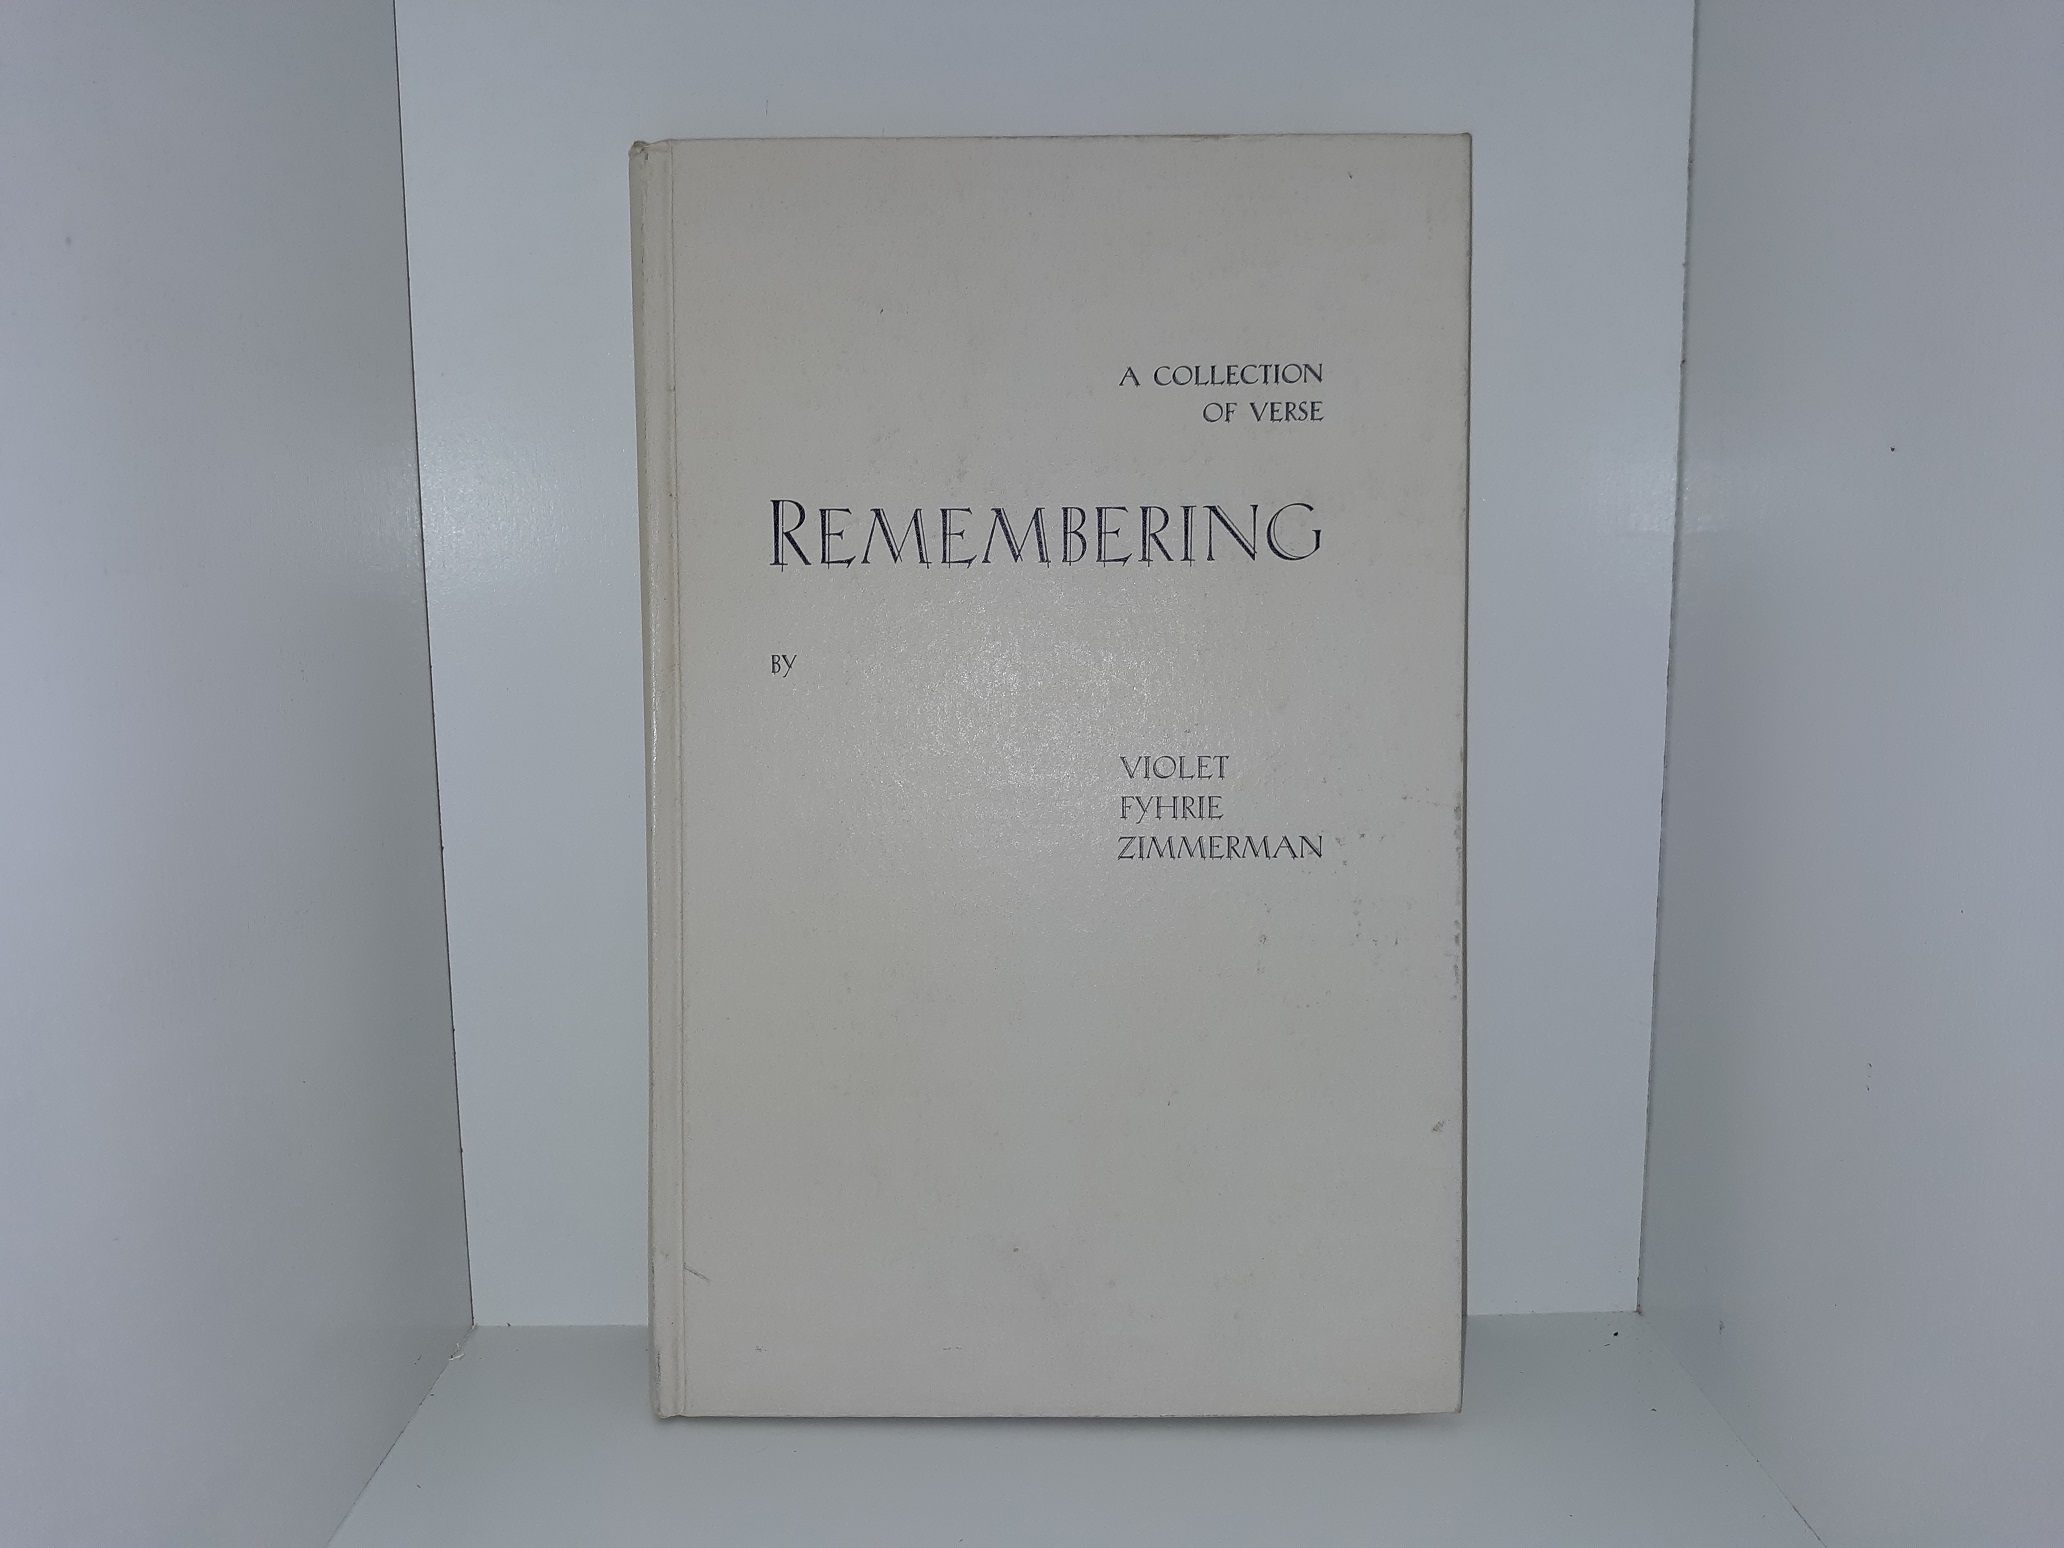 A COLLECTION
OF VERSE
REMEMBERING
BY
VIOLET
FYHRIE
ZIMMERMAN